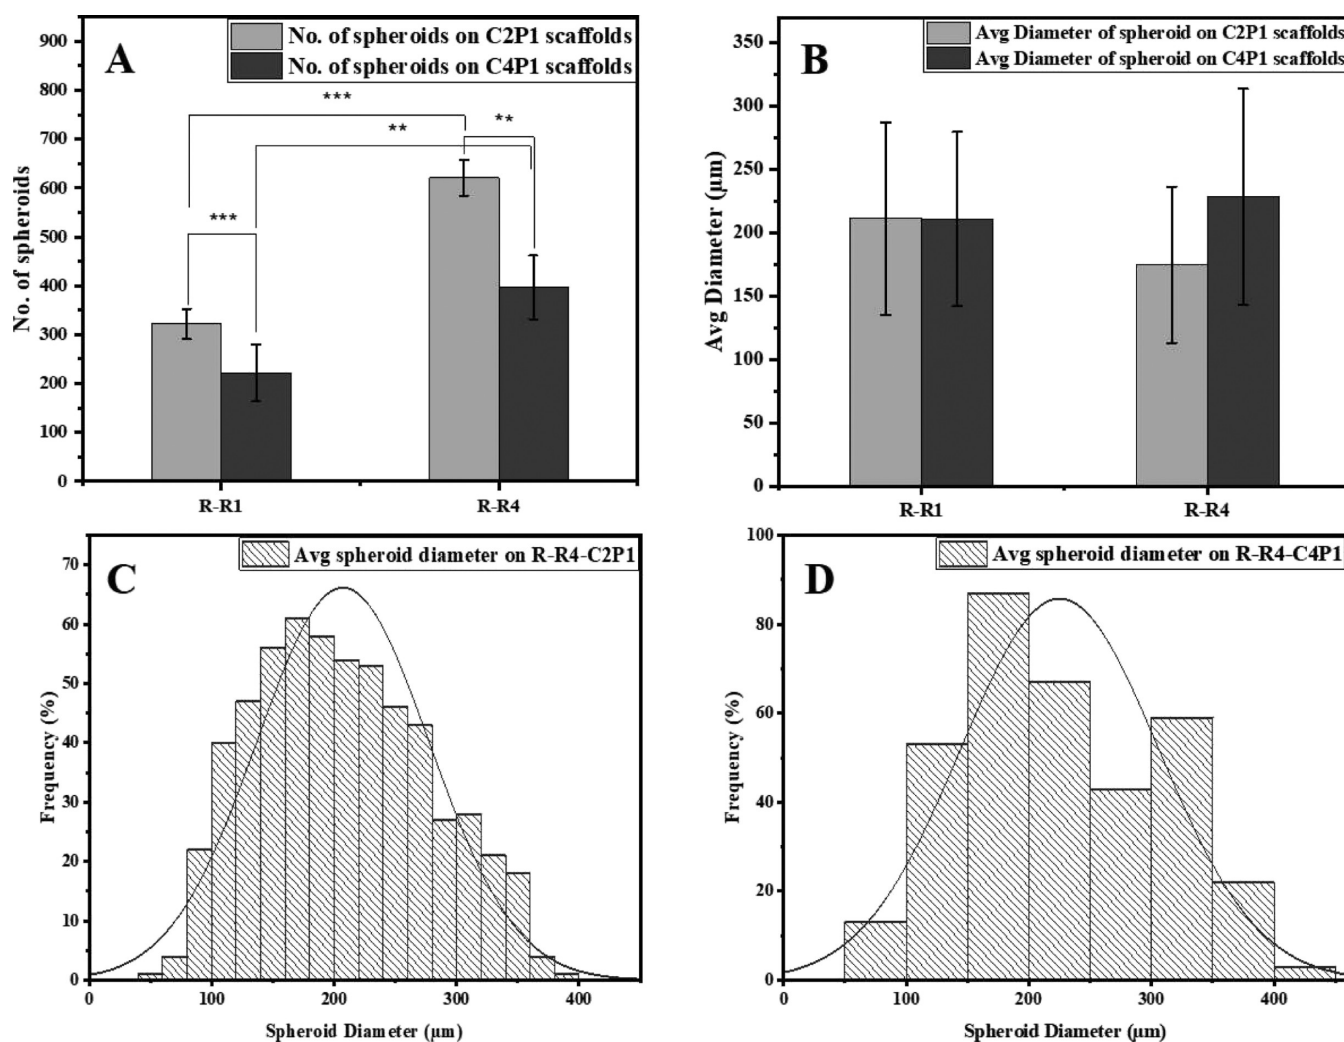 A
No. of spheroids on C2P1 scaffolds
No. of spheroids on C4P1 scaffolds
900
800
700
600
500
400
300
200
100
0
No. of spheroids
***
**
**
***
R-R1
R-R4
B
Avg Diameter of spheroid on C2P1 scaffolds
Avg Diameter of spheroid on C4P1 scaffolds
350
300
250
200
150
100
50
0
Avg Diameter (µm)
R-R1
R-R4
C
Avg spheroid diameter on R-R4-C2P1
70
60
50
40
30
20
10
0
Frequency (%)
0
100
200
300
400
Spheroid Diameter (µm)
D
Avg spheroid diameter on R-R4-C4P1
100
80
60
40
20
0
Frequency (%)
0
100
200
300
400
Spheroid Diameter (µm)